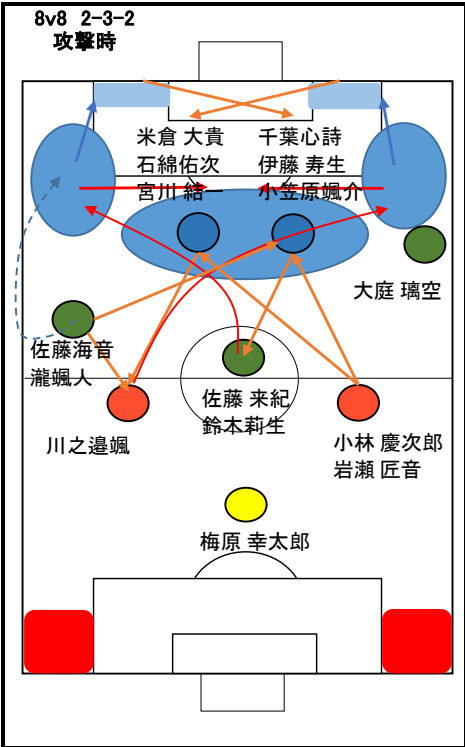 8v8 2-3-2
攻撃時
米倉 大貴
石綿佑次
宮川 結一
千葉心詩
伊藤 寿生
小笠原颯介
大庭 璃空
佐藤海音
瀧颯人
佐藤 来紀
鈴木莉生
川之邉颯
小林 慶次郎
岩瀬 匠音
梅原 幸太郎